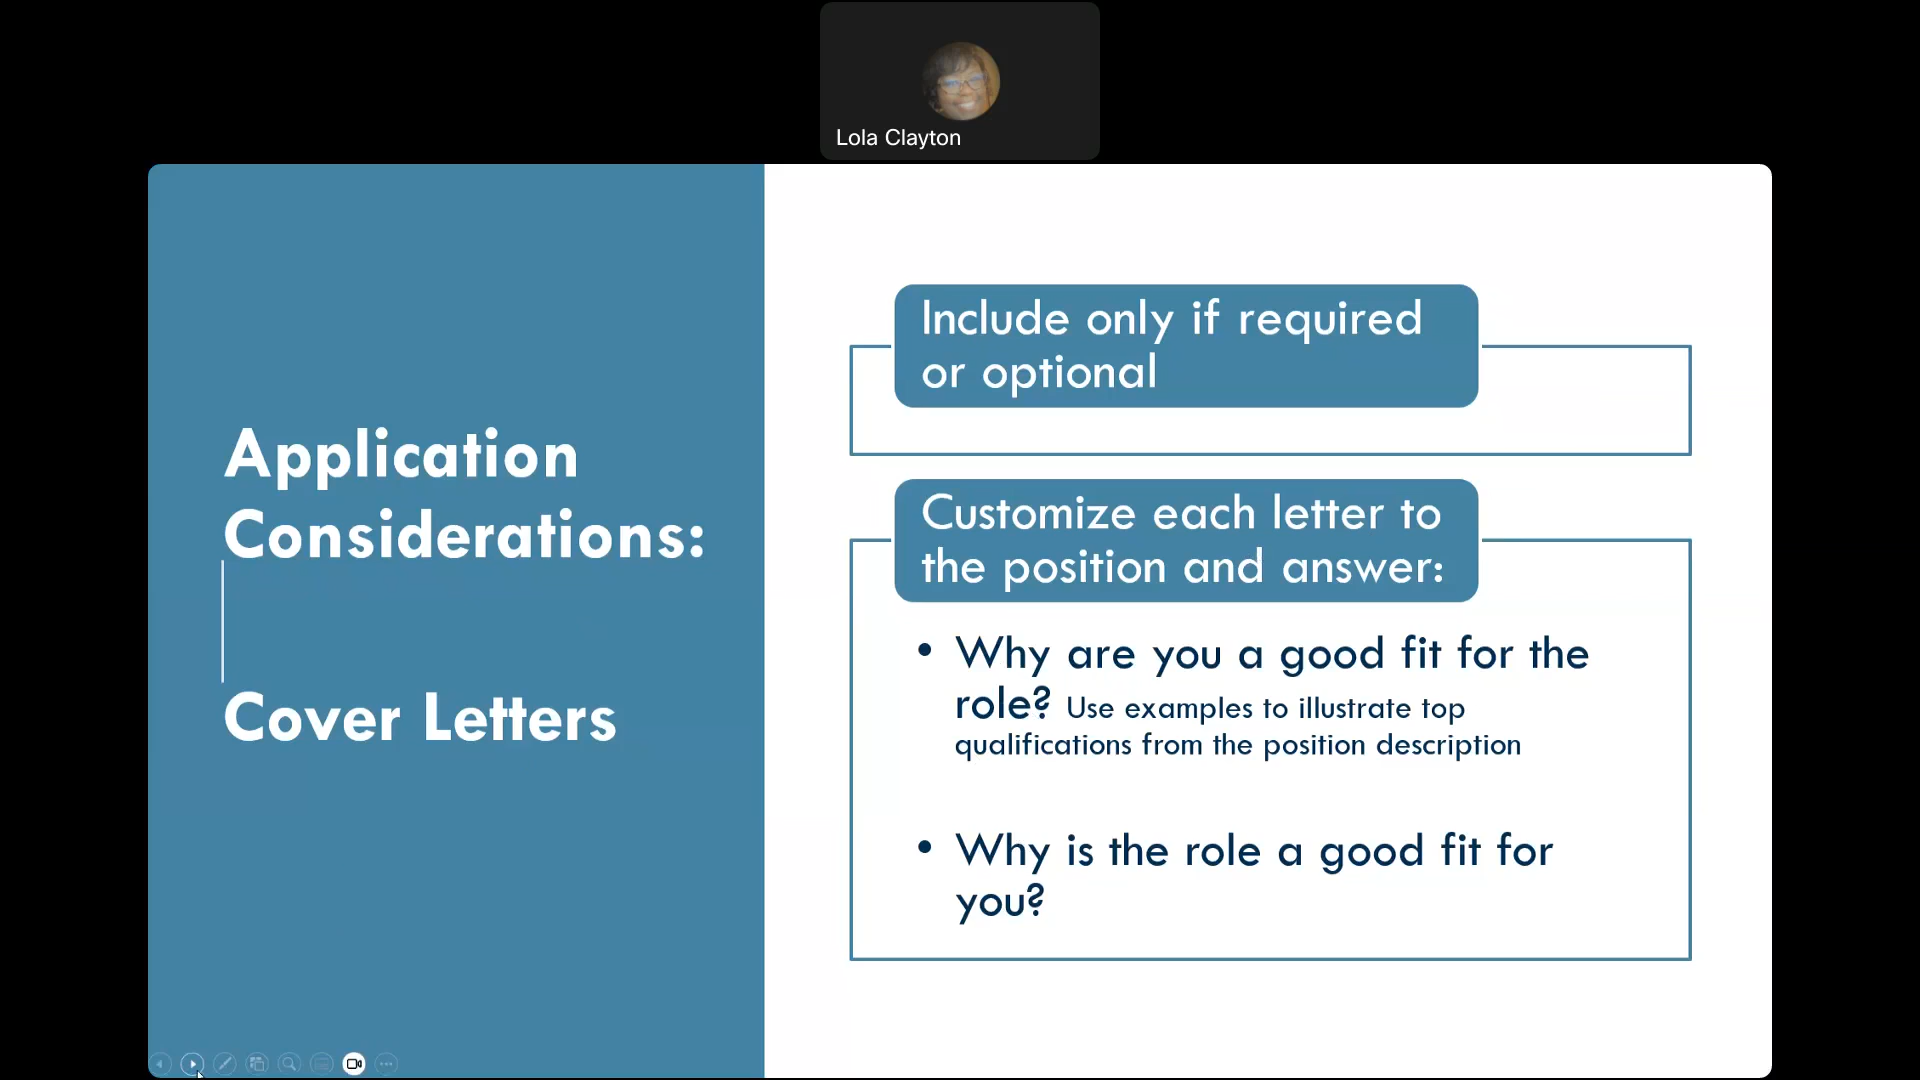 Lola Clayton
Application
Considerations:
Cover Letters
Include only if required
or optional
Customize each letter to
the position and answer:
• Why are you a good fit for the
role? Use examples to illustrate top
qualifications from the position description
• Why is the role a good fit for
you?